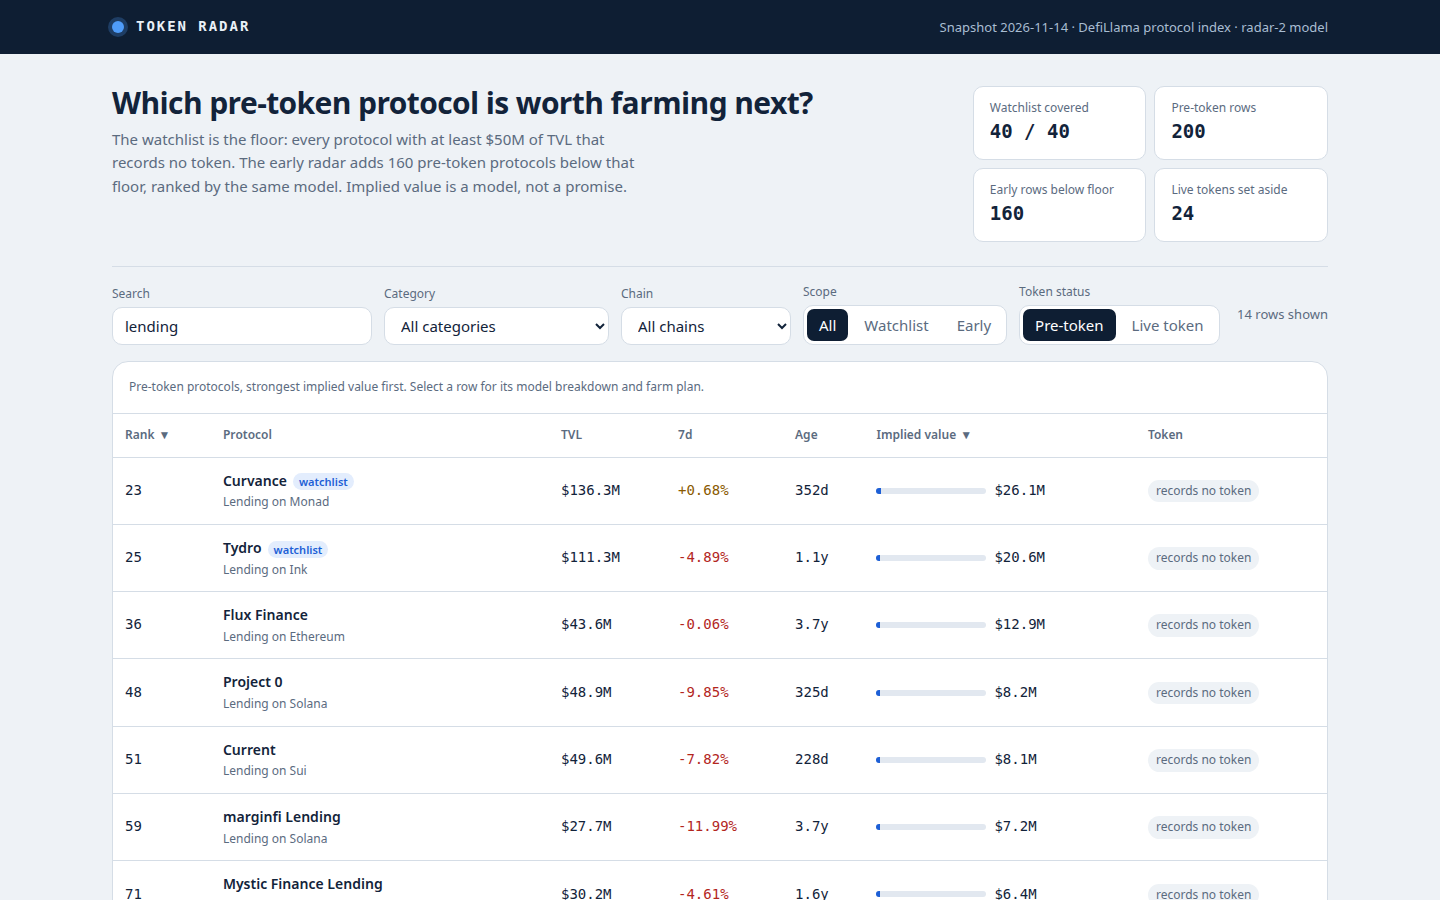 TOKEN RADAR
Snapshot 2026-11-14 · DefiLlama protocol index · radar-2 model
Which pre-token protocol is worth farming next?
The watchlist is the floor: every protocol with at least $50M of TVL that
records no token. The early radar adds 160 pre-token protocols below that
floor, ranked by the same model. Implied value is a model, not a promise.
Watchlist covered
40 / 40
Pre-token rows
200
Early rows below floor
160
Live tokens set aside
24
Search
lending
Category
All categories
Chain
All chains
Scope
All Watchlist Early
Token status
Pre-token Live token
14 rows shown
Pre-token protocols, strongest implied value first. Select a row for its model breakdown and farm plan.
Rank ▼ Protocol TVL 7d Age Implied value ▼ Token
23 Curvance watchlist $136.3M +0.68% 352d $26.1M records no token
Lending on Monad
25 Tydro watchlist $111.3M -4.89% 1.1y $20.6M records no token
Lending on Ink
36 Flux Finance $43.6M -0.06% 3.7y $12.9M records no token
Lending on Ethereum
48 Project 0 $48.9M -9.85% 325d $8.2M records no token
Lending on Solana
51 Current $49.6M -7.82% 228d $8.1M records no token
Lending on Sui
59 marginfi Lending $27.7M -11.99% 3.7y $7.2M records no token
Lending on Solana
71 Mystic Finance Lending $30.2M -4.61% 1.6y $6.4M records no token